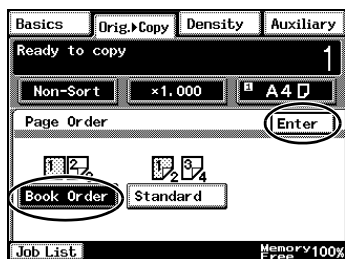 Basics Orig.▸Copy Density Auxiliary
Ready to copy 1
Non-Sort ×1.000 1 A4
Page Order Enter
1 2 1 2 3 4
Book Order Standard
Job List Memory Free 100%